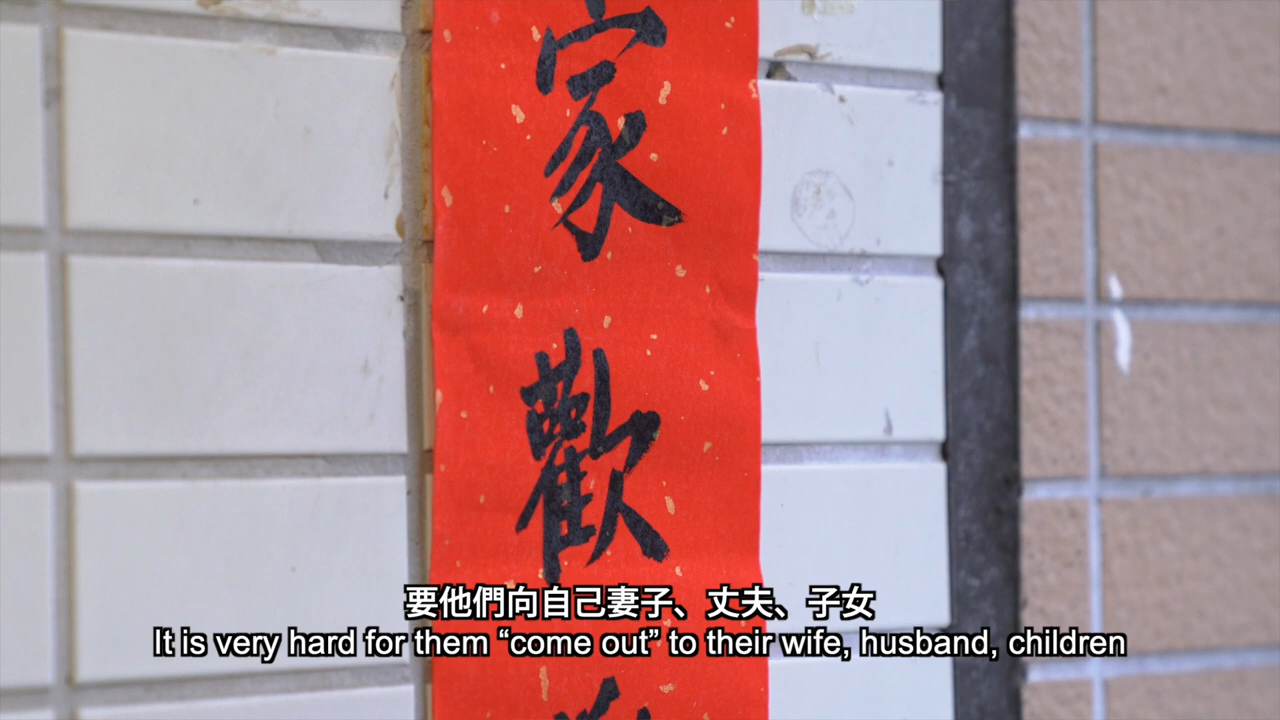 家
歡
要他們向自己妻子、丈夫、子女
It is very hard for them “come out” to their wife, husband, children